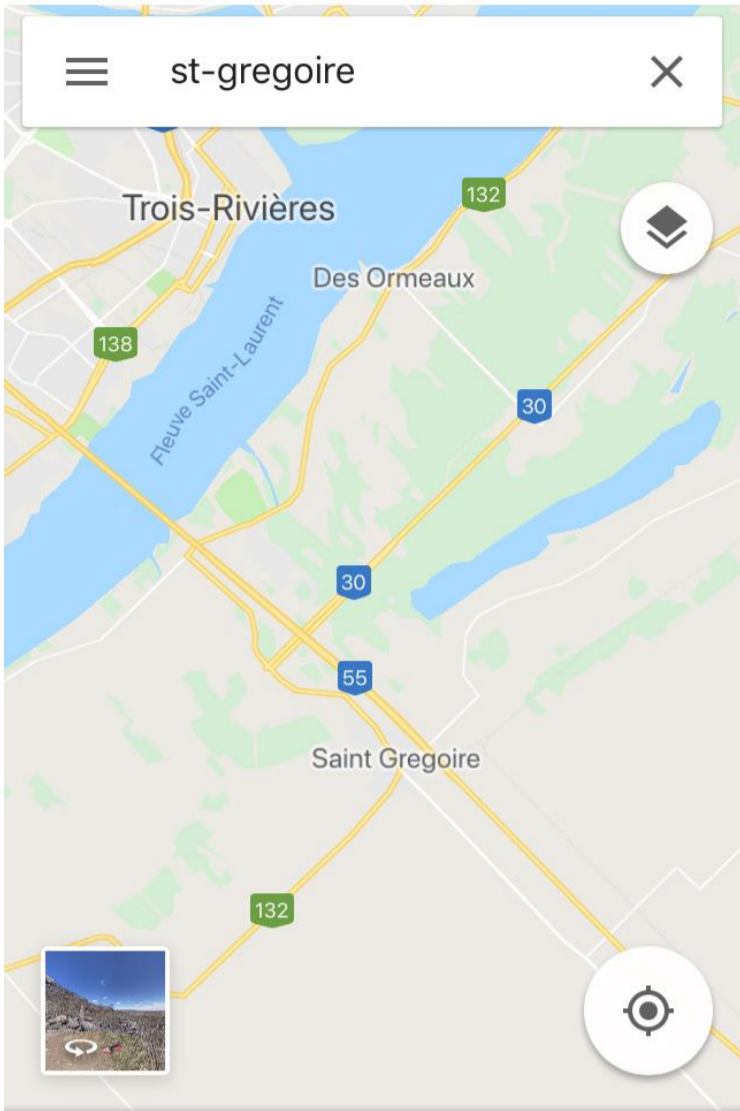 st-gregoire
Trois-Rivières
132
Des Ormeaux
138
Fleuve Saint-Laurent
30
30
55
Saint Gregoire
132